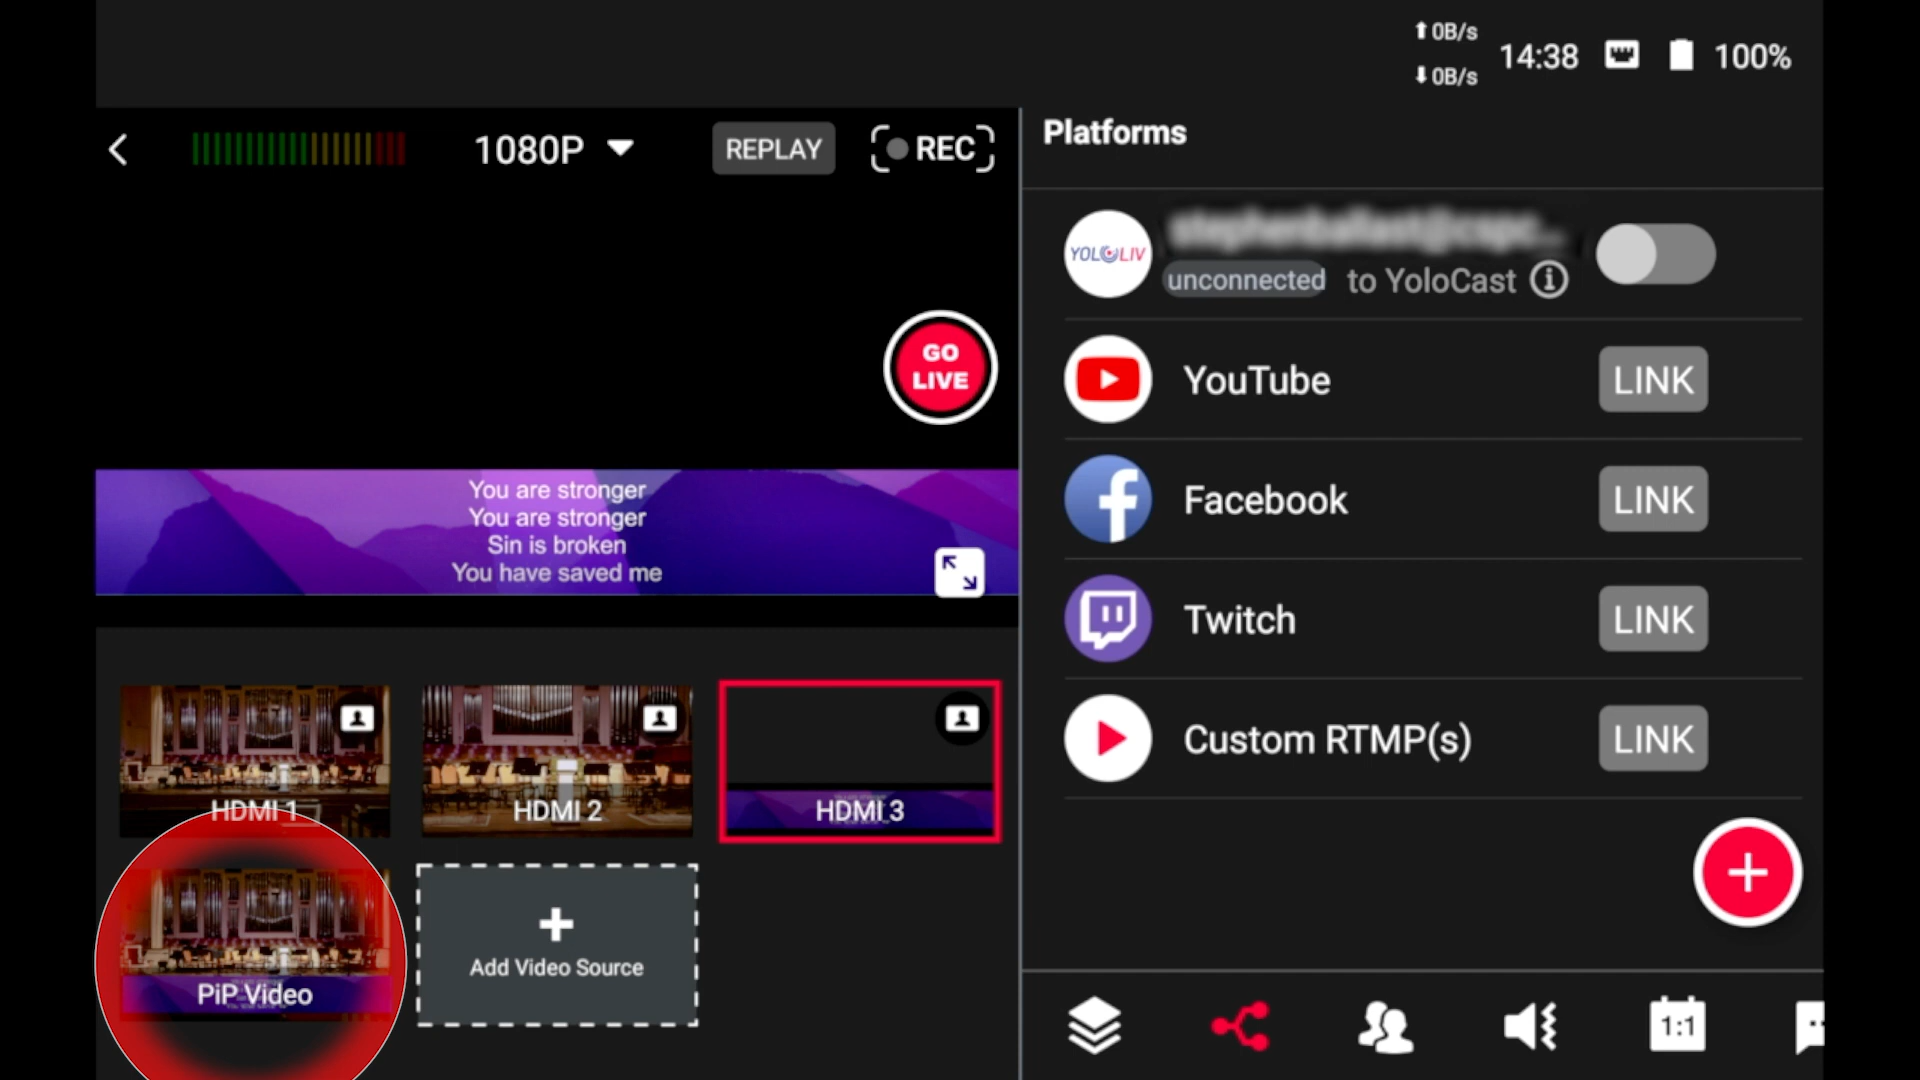 0B/s
0B/s
14:38
100%
1080P
REPLAY
REC
Platforms
YOLOLIV
unconnected to YoloCast
GO
LIVE
YouTube
LINK
Facebook
LINK
Twitch
LINK
Custom RTMP(s)
LINK
You are stronger
You are stronger
Sin is broken
You have saved me
HDMI 1
HDMI 2
HDMI 3
PiP Video
Add Video Source
1:1